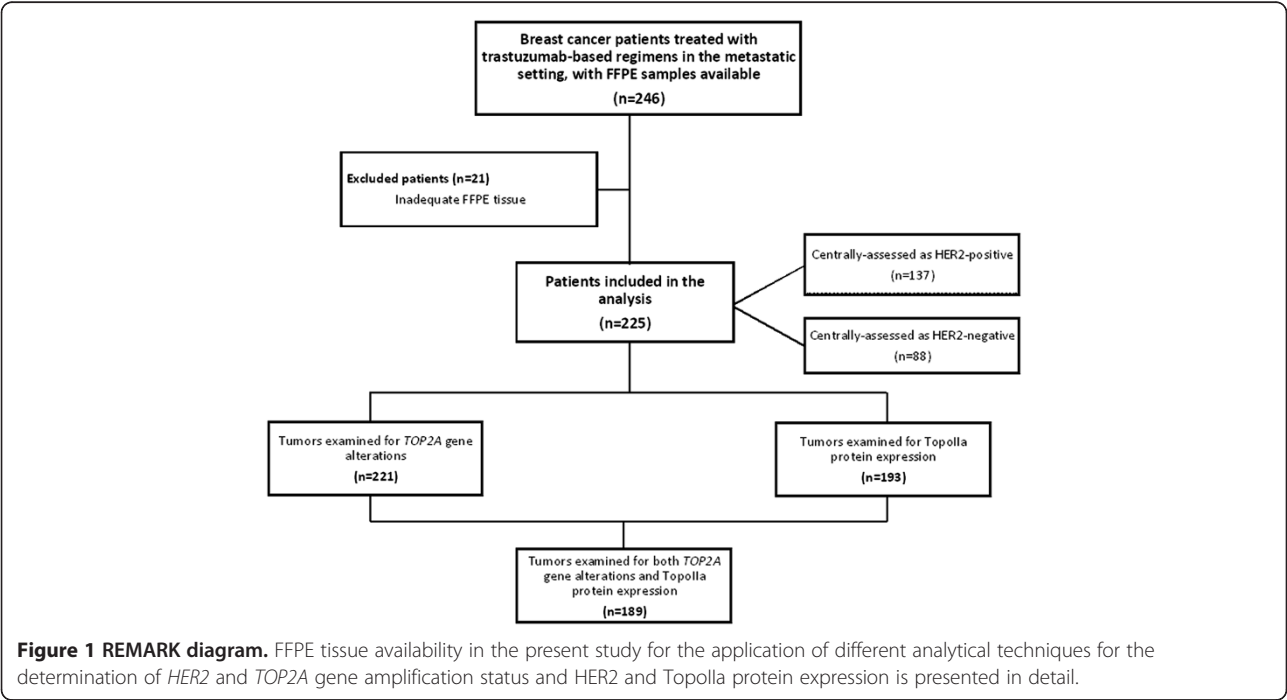 Breast cancer patients treated with
trastuzumab-based regimens in the metastatic
setting, with FFPE samples available
(n=246)
Excluded patients (n=21)
Inadequate FFPE tissue
Patients included in the
analysis
(n=225)
Centrally-assessed as HER2-positive
(n=137)
Centrally-assessed as HER2-negative
(n=88)
Tumors examined for TOP2A gene
alterations
(n=221)
Tumors examined for TopoIIa
protein expression
(n=193)
Tumors examined for both TOP2A
gene alterations and TopoIIa
protein expression
(n=189)
Figure 1 REMARK diagram. FFPE tissue availability in the present study for the application of different analytical techniques for the
determination of HER2 and TOP2A gene amplification status and HER2 and TopoIIa protein expression is presented in detail.